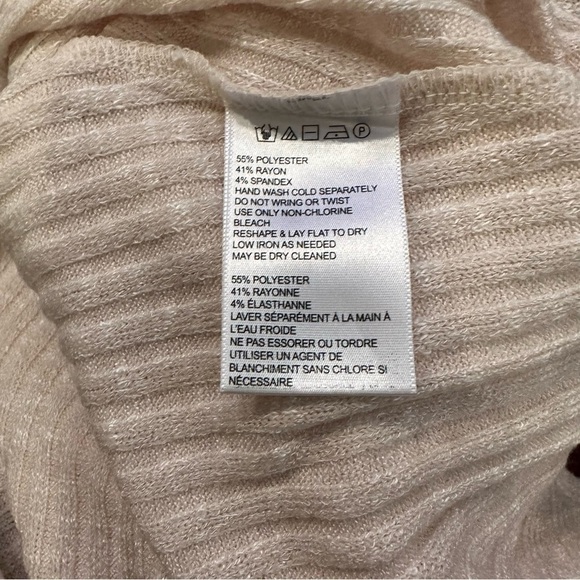 55% POLYESTER
41% RAYON
4% SPANDEX
HAND WASH COLD SEPARATELY
DO NOT WRING OR TWIST
USE ONLY NON-CHLORINE
BLEACH
RESHAPE & LAY FLAT TO DRY
LOW IRON AS NEEDED
MAY BE DRY CLEANED
55% POLYESTER
41% RAYONNE
4% ÉLASTHANNE
LAVER SÉPARÉMENT À LA MAIN À
L'EAU FROIDE
NE PAS ESSORER OU TORDRE
UTILISER UN AGENT DE
BLANCHIMENT SANS CHLORE SI
NÉCESSAIRE